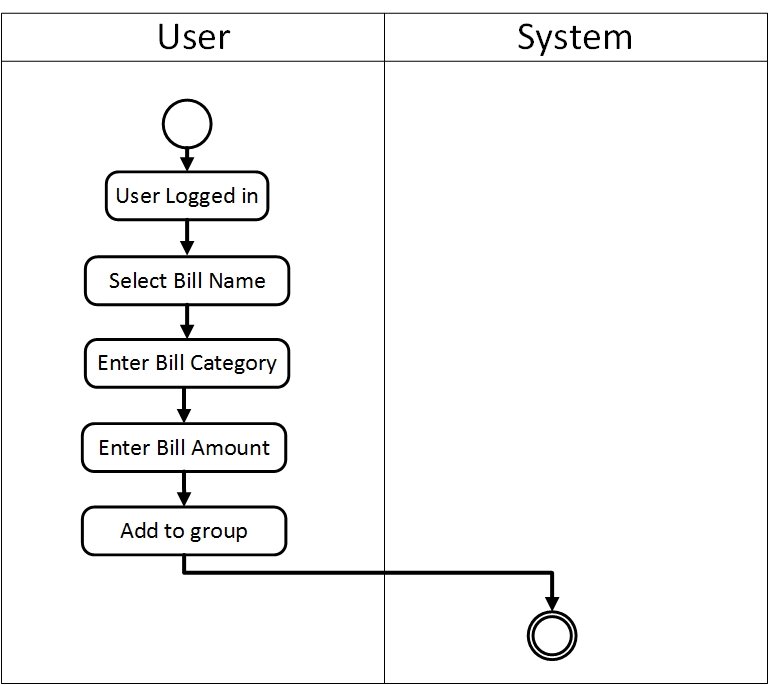 User
System
User Logged in
Select Bill Name
Enter Bill Category
Enter Bill Amount
Add to group